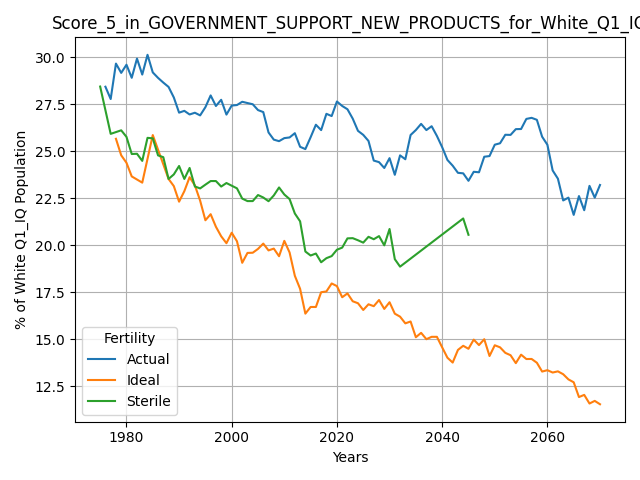 Score_5_in_GOVERNMENT_SUPPORT_NEW_PRODUCTS_for_White_Q1_IQ
% of White Q1_IQ Population
30.0
27.5
25.0
22.5
20.0
17.5
15.0
12.5
Fertility
Actual
Ideal
Sterile
1980
2000
2020
2040
2060
Years